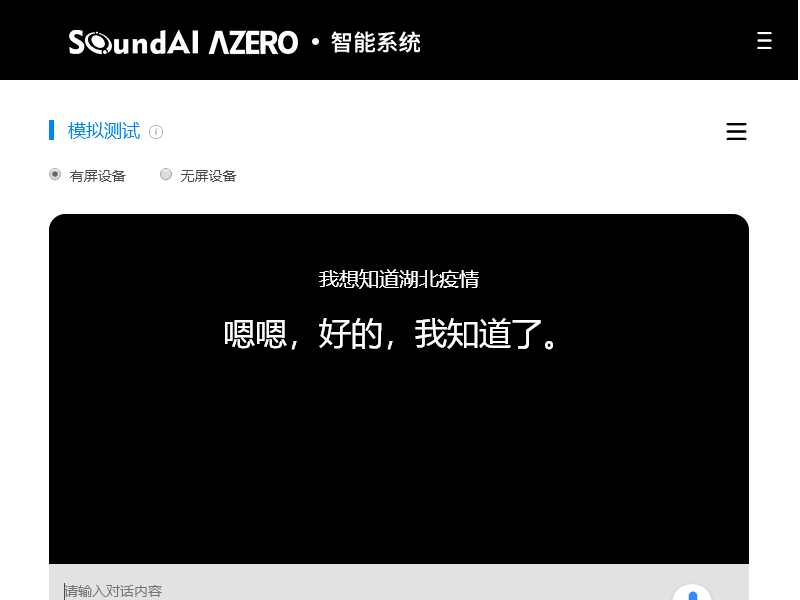 SoundAI AZERO · 智能系统
模拟测试
有屏设备 无屏设备
我想知道湖北疫情
嗯嗯，好的，我知道了。
请输入对话内容